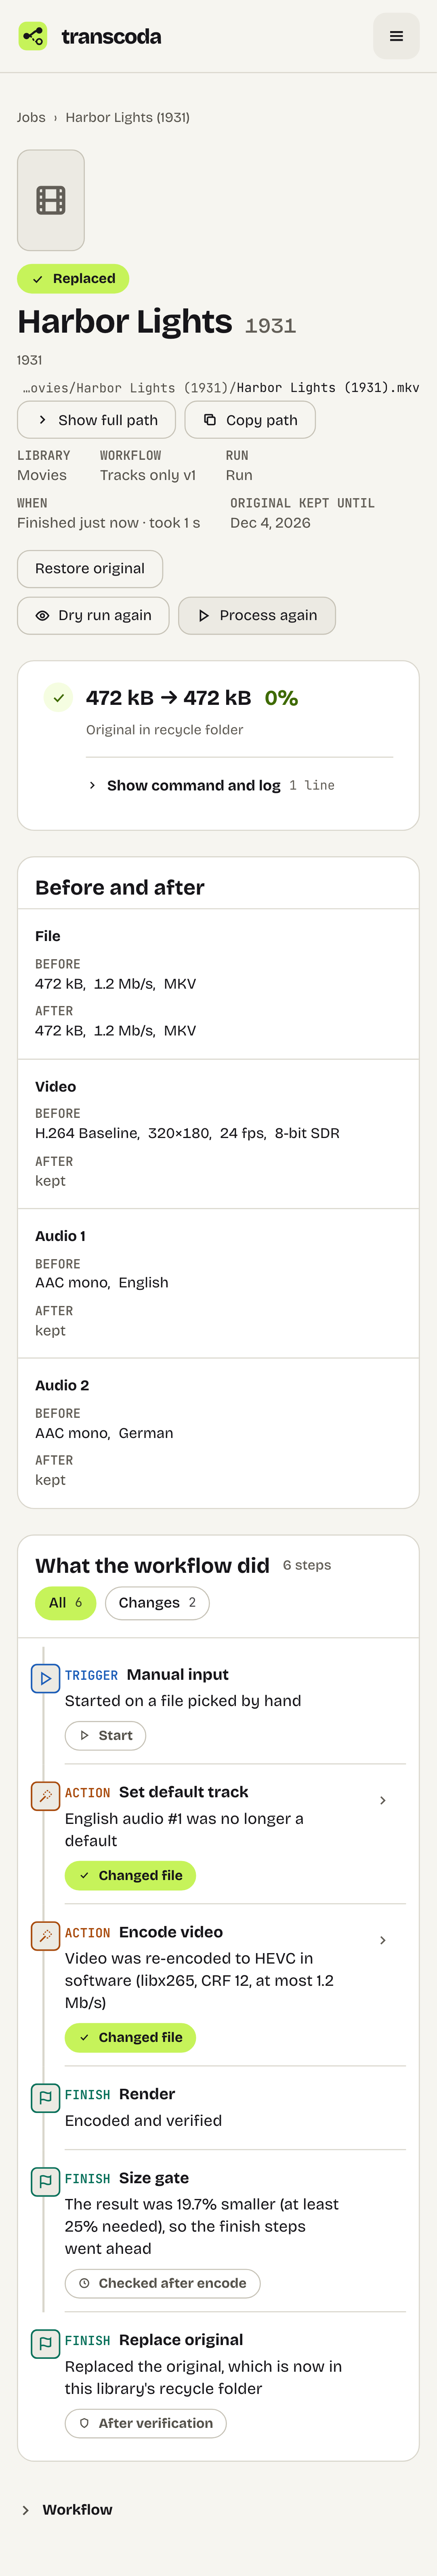 transcoda
Jobs › Harbor Lights (1931)
Replaced
Harbor Lights 1931
1931
…ovies/Harbor Lights (1931)/Harbor Lights (1931).mkv
Show full path Copy path
LIBRARY WORKFLOW RUN
Movies Tracks only v1 Run
WHEN ORIGINAL KEPT UNTIL
Finished just now · took 1 s Dec 4, 2026
Restore original
Dry run again Process again
472 kB → 472 kB 0%
Original in recycle folder
Show command and log 1 line
Before and after
File
BEFORE
472 kB, 1.2 Mb/s, MKV
AFTER
472 kB, 1.2 Mb/s, MKV
Video
BEFORE
H.264 Baseline, 320×180, 24 fps, 8-bit SDR
AFTER
kept
Audio 1
BEFORE
AAC mono, English
AFTER
kept
Audio 2
BEFORE
AAC mono, German
AFTER
kept
What the workflow did 6 steps
All 6 Changes 2
TRIGGER Manual input
Started on a file picked by hand
Start
ACTION Set default track
English audio #1 was no longer a
default
Changed file
ACTION Encode video
Video was re-encoded to HEVC in
software (libx265, CRF 12, at most 1.2
Mb/s)
Changed file
FINISH Render
Encoded and verified
FINISH Size gate
The result was 19.7% smaller (at least
25% needed), so the finish steps
went ahead
Checked after encode
FINISH Replace original
Replaced the original, which is now in
this library's recycle folder
After verification
Workflow